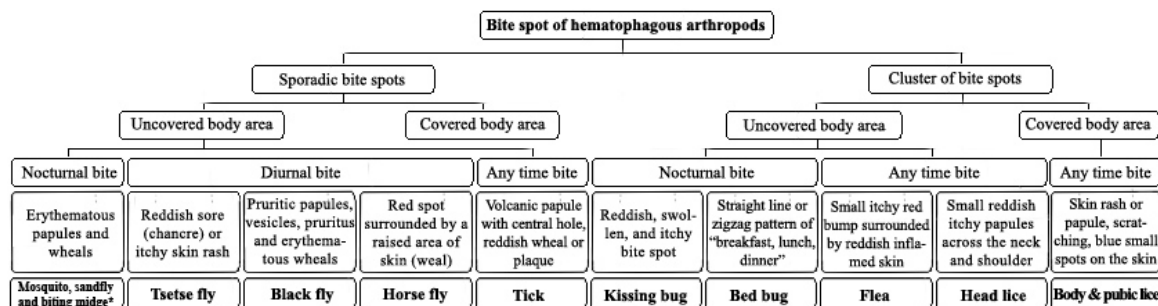 Bite spot of hematophagous arthropods
Sporadic bite spots
Cluster of bite spots
Uncovered body area
Covered body area
Uncovered body area
Covered body area
Nocturnal bite
Diurnal bite
Any time bite
Nocturnal bite
Any time bite
Any time bite
Erythematous
papules and
wheals
Reddish sore
(chancre) or
itchy skin rash
Pruritic papules,
vesicles, pruritus
and erythema-
tous wheals
Red spot
surrounded by a
raised area of
skin (weal)
Volcanic papule
with central hole,
reddish wheal or
plaque
Reddish, swol-
len, and itchy
bite spot
Straight line or
zigzag pattern of
“breakfast, lunch,
dinner”
Small itchy red
bump surrounded
by reddish infla-
med skin
Small reddish
itchy papules
across the neck
and shoulder
Skin rash or
papule, scrat-
ching, blue small
spots on the skin
Mosquito, sandfly
and biting midge*
Tsetse fly
Black fly
Horse fly
Tick
Kissing bug
Bed bug
Flea
Head lice
Body & pubic lice